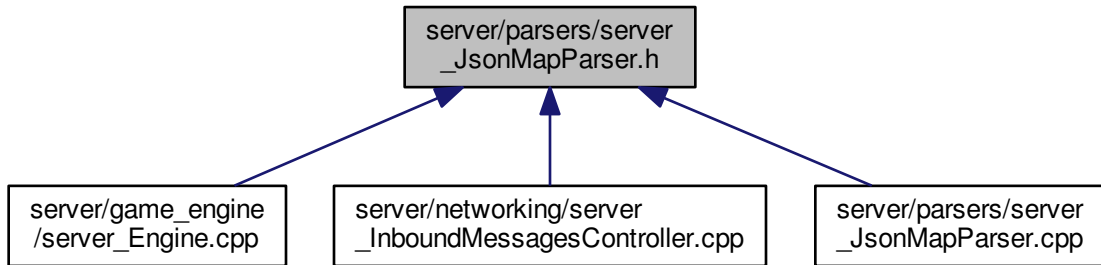 server/parsers/server
_JsonMapParser.h
server/game_engine
/server_Engine.cpp
server/networking/server
_InboundMessagesController.cpp
server/parsers/server
_JsonMapParser.cpp